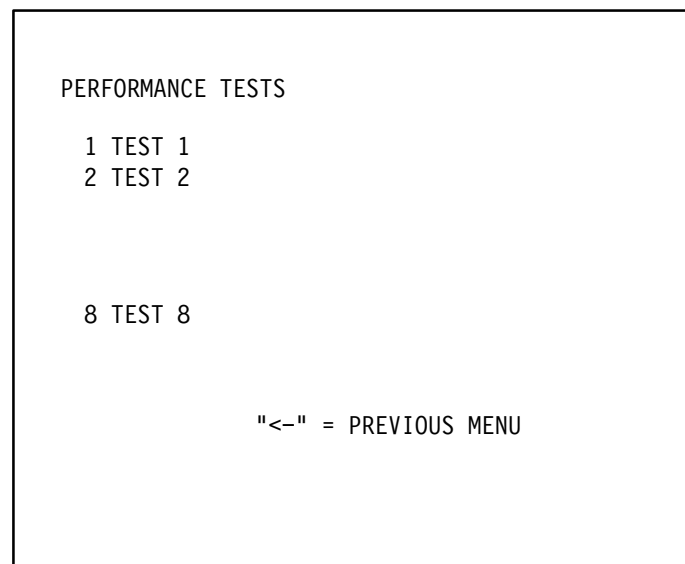 PERFORMANCE TESTS
1 TEST 1
2 TEST 2
8 TEST 8
"<–" = PREVIOUS MENU